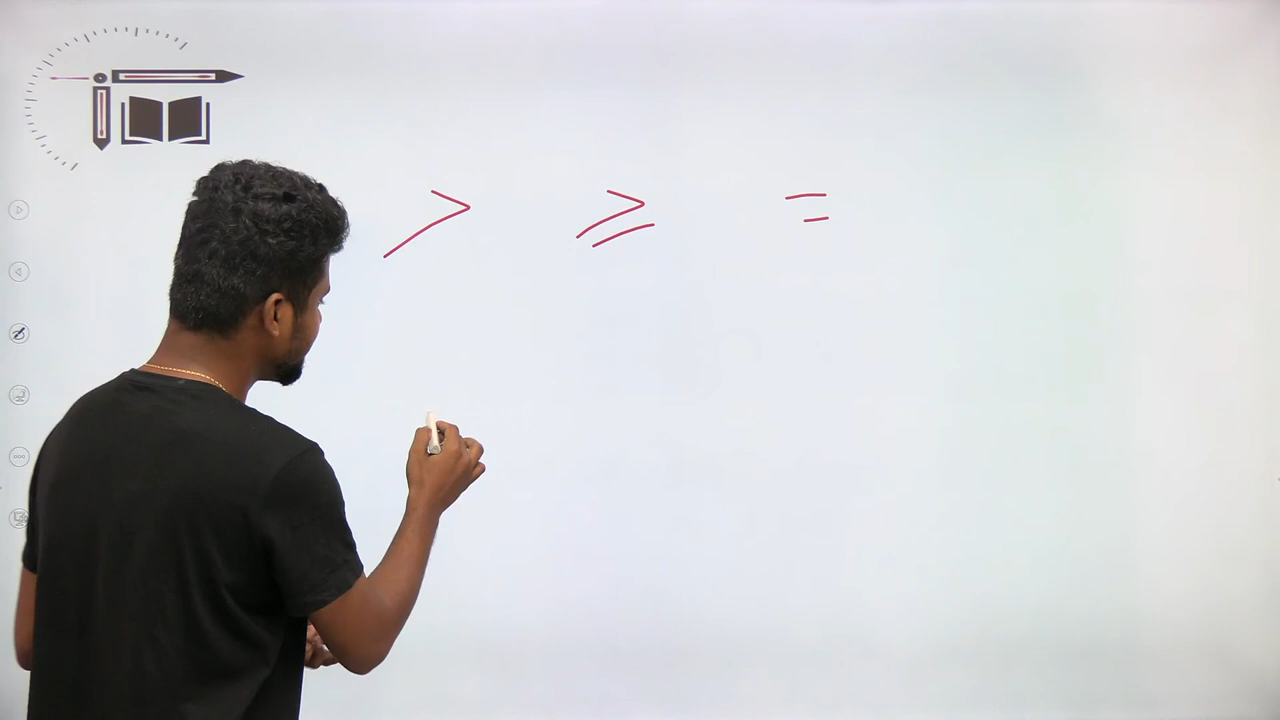 > ≥ =